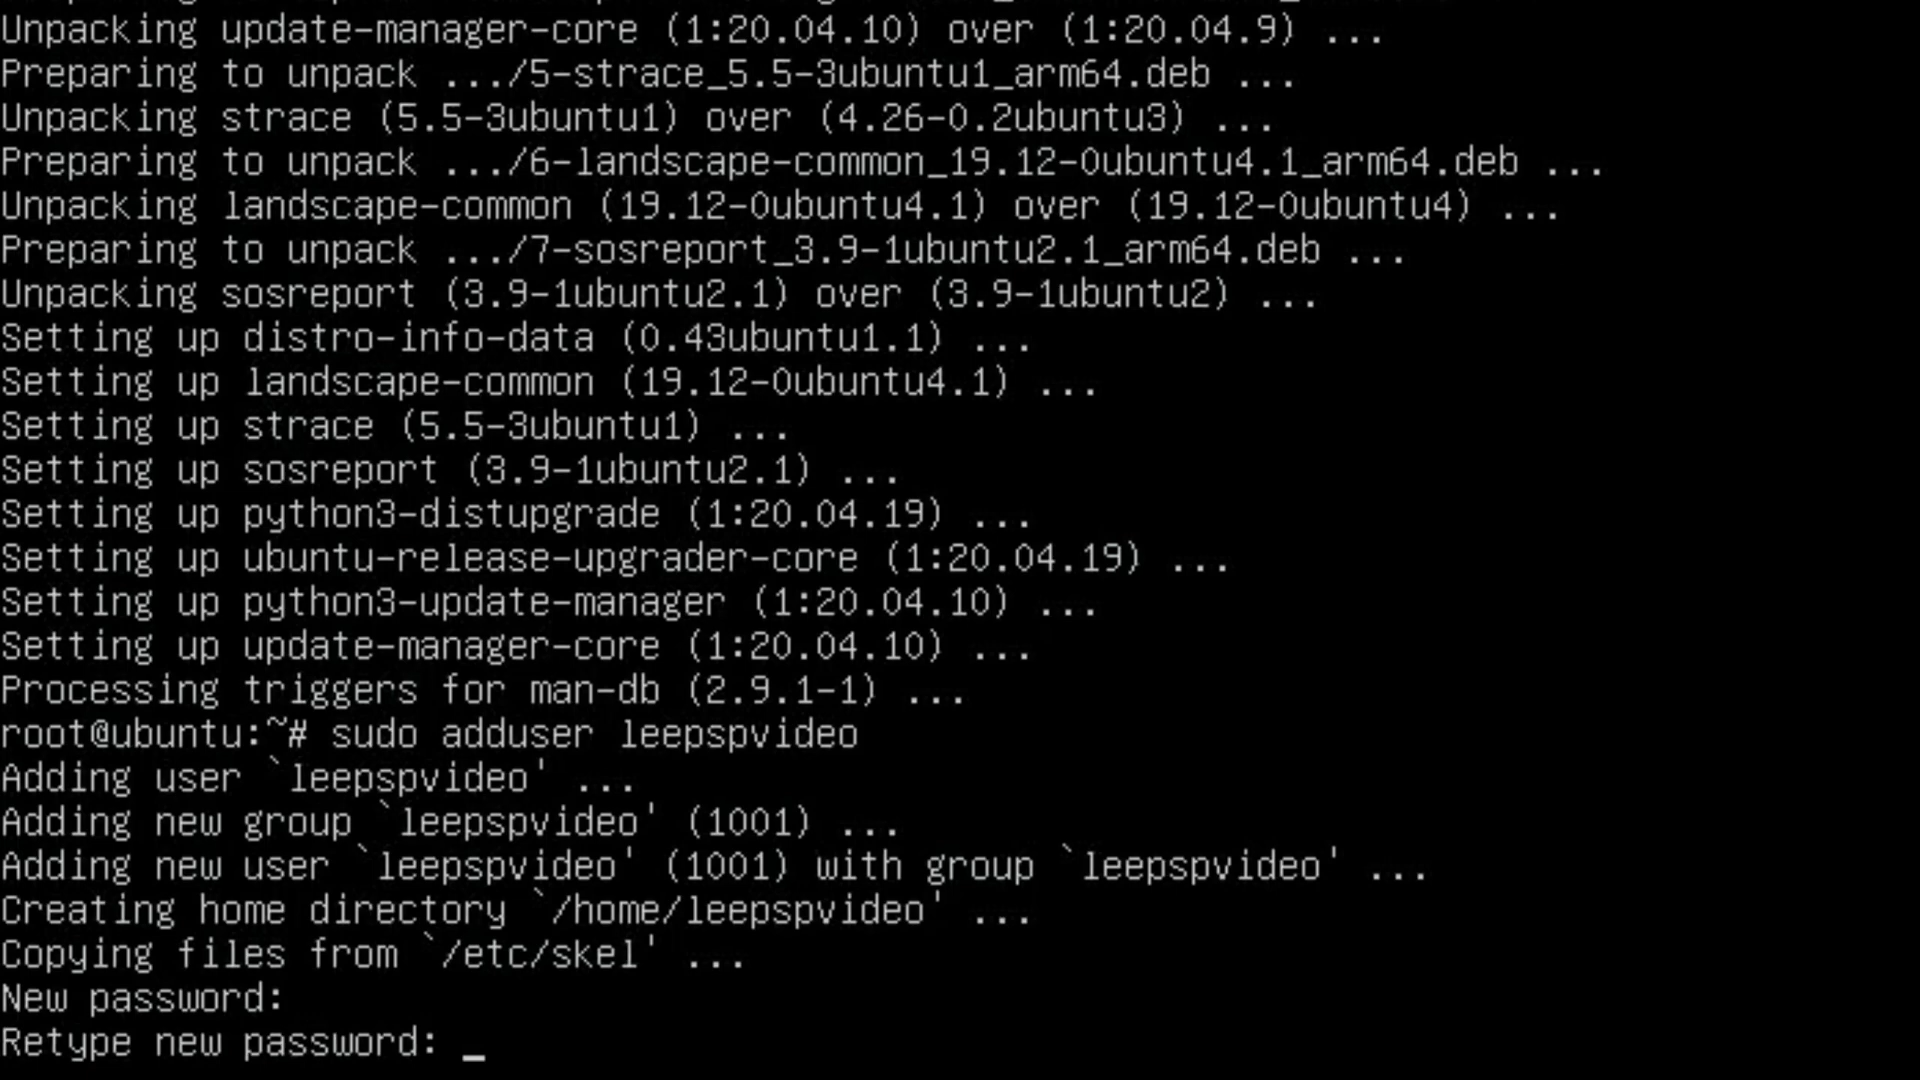 Unpacking update-manager-core (1:20.04.10) over (1:20.04.9) ...
Preparing to unpack .../5-strace_5.5-3ubuntu1_arm64.deb ...
Unpacking strace (5.5-3ubuntu1) over (4.26-0.2ubuntu3) ...
Preparing to unpack .../6-landscape-common_19.12-0ubuntu4.1_arm64.deb ...
Unpacking landscape-common (19.12-0ubuntu4.1) over (19.12-0ubuntu4) ...
Preparing to unpack .../7-sosreport_3.9-1ubuntu2.1_arm64.deb ...
Unpacking sosreport (3.9-1ubuntu2.1) over (3.9-1ubuntu2) ...
Setting up distro-info-data (0.43ubuntu1.1) ...
Setting up landscape-common (19.12-0ubuntu4.1) ...
Setting up strace (5.5-3ubuntu1) ...
Setting up sosreport (3.9-1ubuntu2.1) ...
Setting up python3-distupgrade (1:20.04.19) ...
Setting up ubuntu-release-upgrader-core (1:20.04.19) ...
Setting up python3-update-manager (1:20.04.10) ...
Setting up update-manager-core (1:20.04.10) ...
Processing triggers for man-db (2.9.1-1) ...
root@ubuntu:~# sudo adduser leepspvideo
Adding user `leepspvideo' ...
Adding new group `leepspvideo' (1001) ...
Adding new user `leepspvideo' (1001) with group `leepspvideo' ...
Creating home directory `/home/leepspvideo' ...
Copying files from `/etc/skel' ...
New password:
Retype new password: _